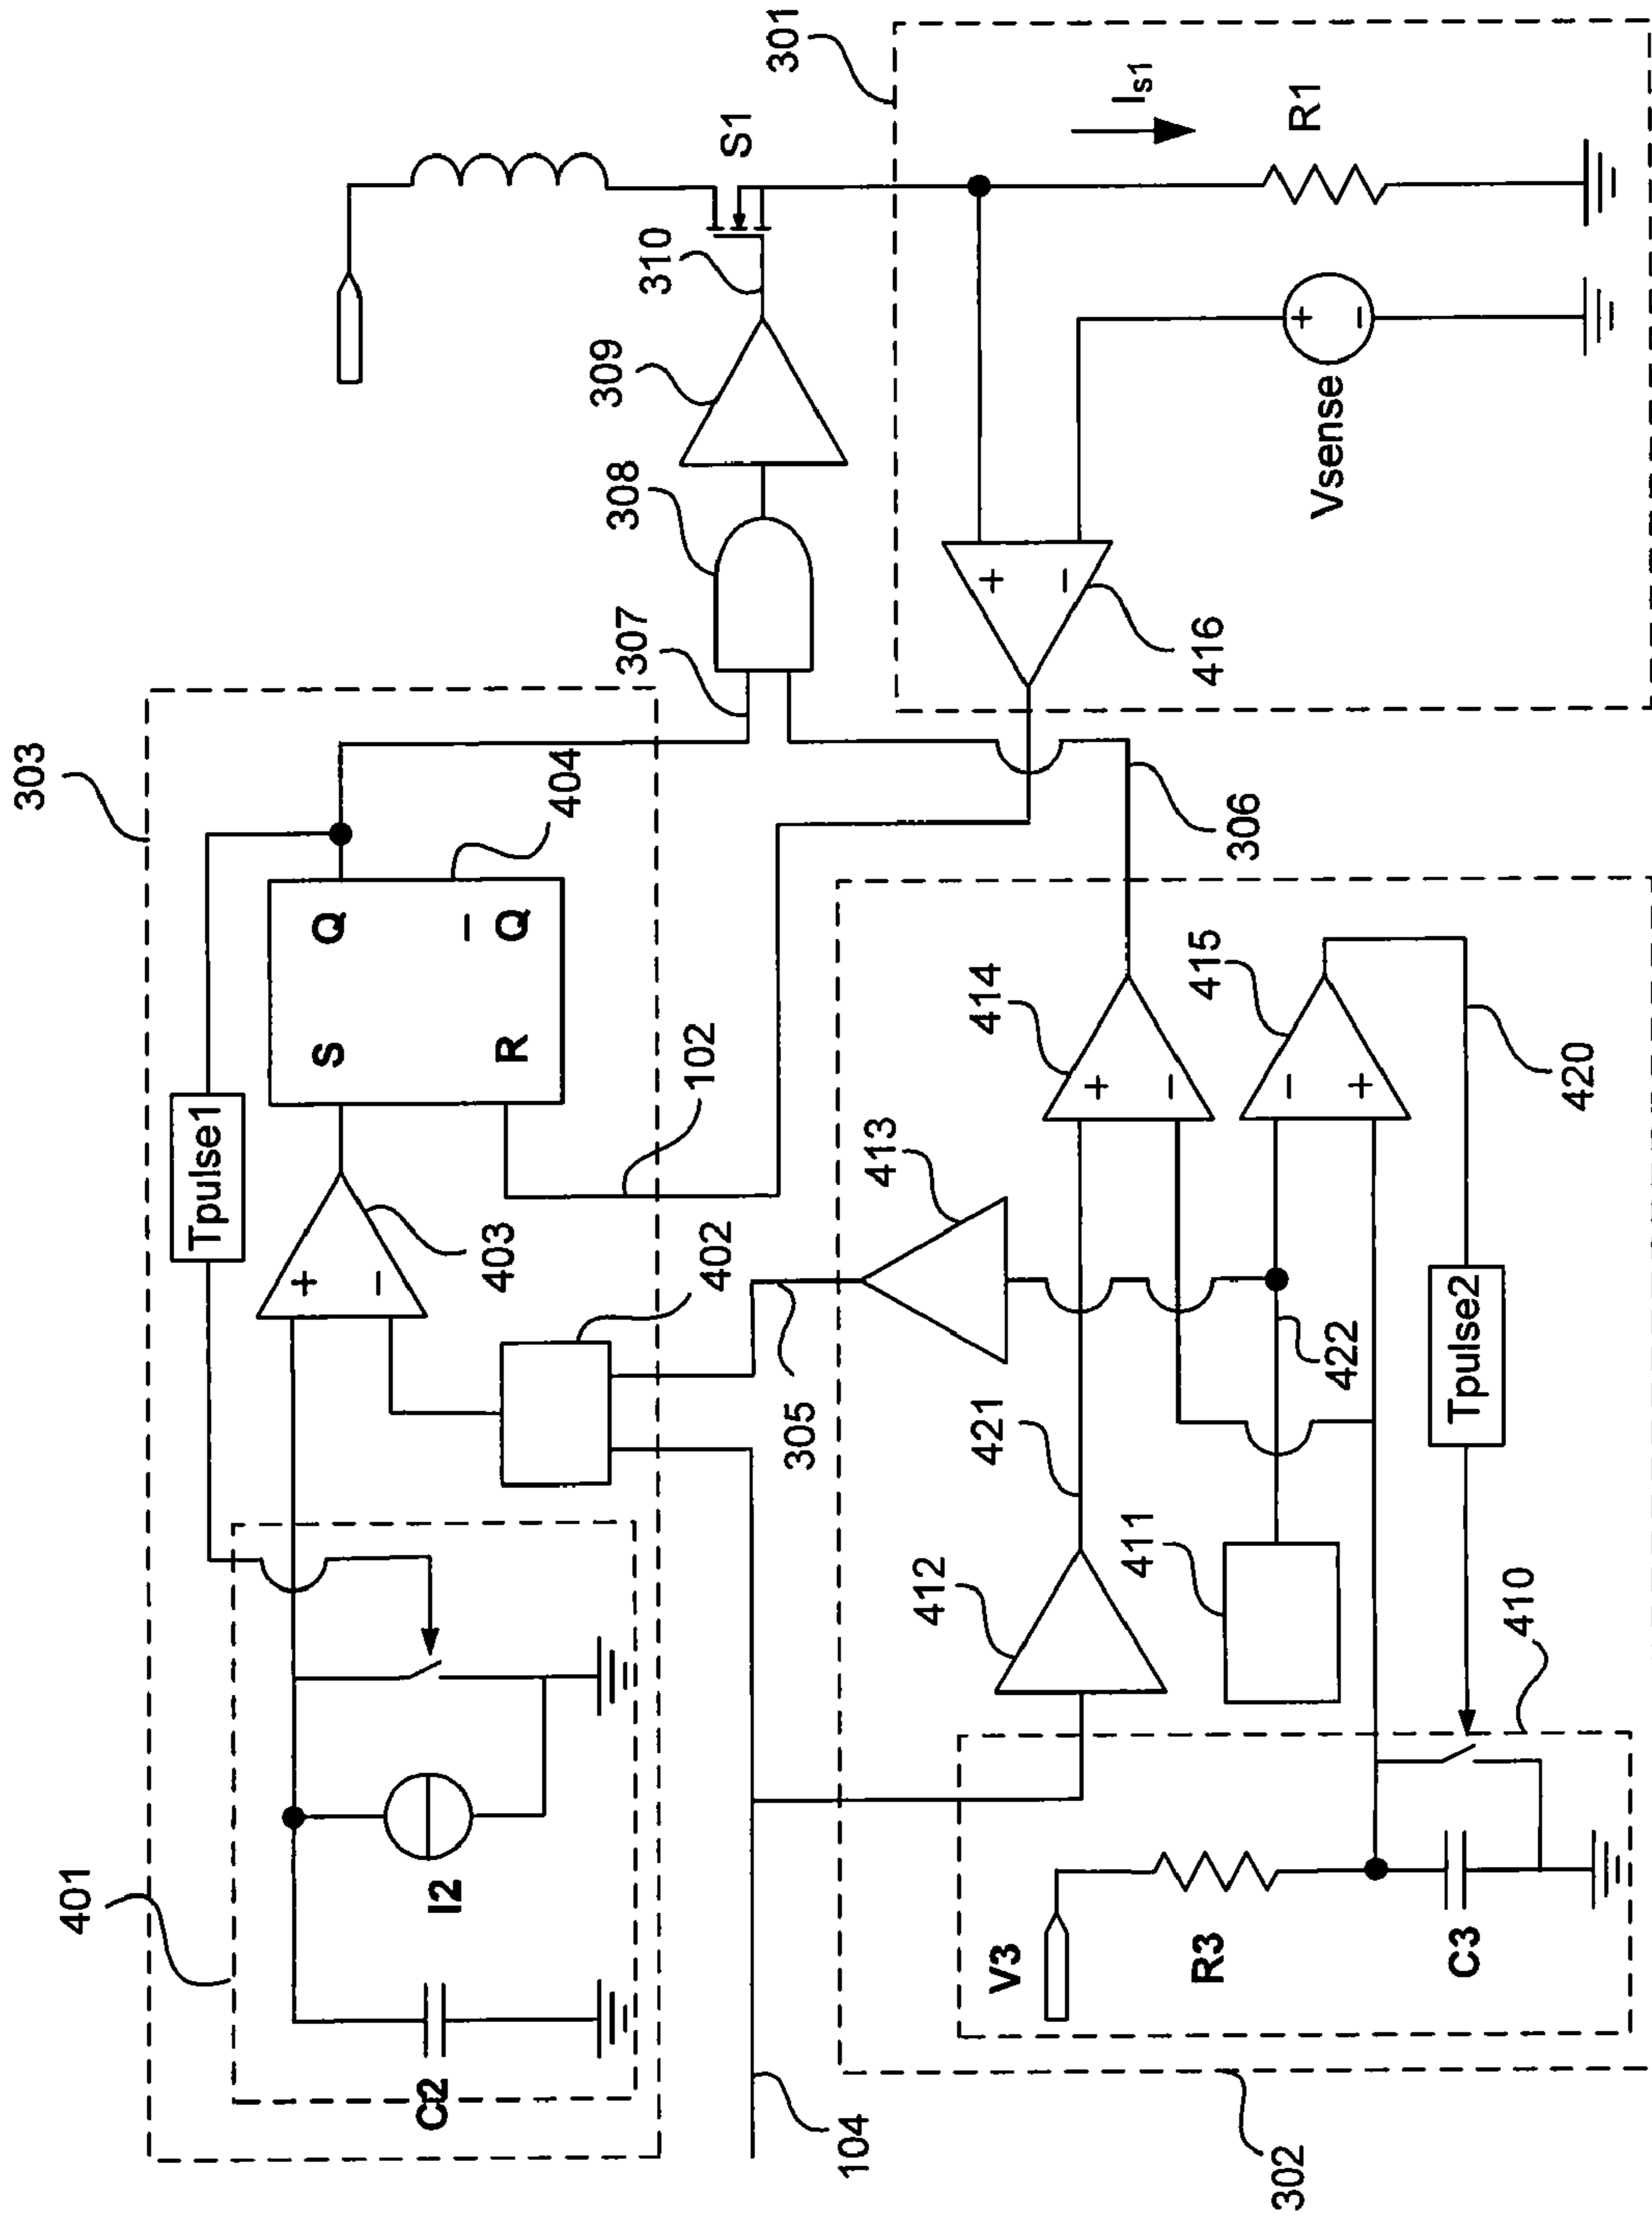 303
401
Tpulse1
+
−
403
S
Q
R
Q
404
C2
I2
402
102
307
308
309
310
S1
104
305
413
301
Is1
R1
+
−
416
Vsense
+
−
306
412
421
414
+
−
415
−
+
411
422
420
Tpulse2
410
V3
R3
C3
302